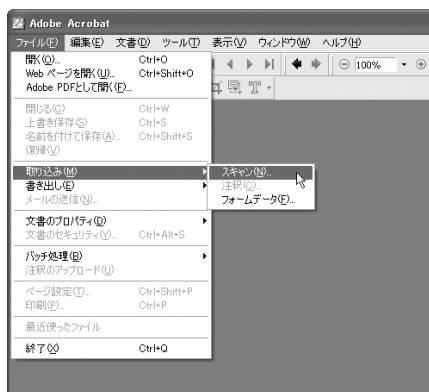 Adobe Acrobat
ファイル(F) 編集(E) 文書(D) ツール(T) 表示(V) ウィンドウ(W) ヘルプ(H)
開く(O)... Ctrl+O
Web ページを開く(U)... Ctrl+Shift+O
Adobe PDFとして開く(F)...
100%
閉じる(C) Ctrl+W
上書き保存(S) Ctrl+S
名前を付けて保存(A)... Ctrl+Shift+S
復帰(V)
取り込み(M)
スキャン(N)...
書き出し(E)
注釈(C)...
メールの送信(N)...
フォームデータ(F)...
文書のプロパティ(D)
文書のセキュリティ(Y)... Ctrl+Alt+S
バッチ処理(B)
注釈のアップロード(U)
ページ設定(T)... Ctrl+Shift+P
印刷(P)... Ctrl+P
最近使ったファイル
終了(X) Ctrl+Q